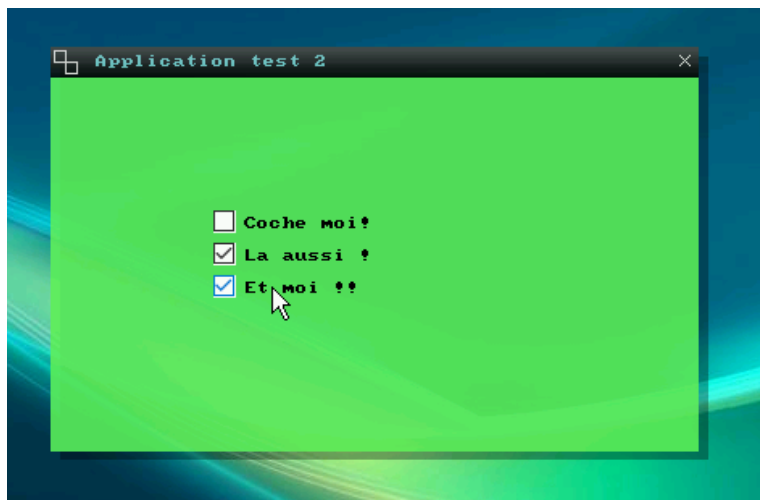 Application test 2
Coche moi!
La aussi !
Et moi !!